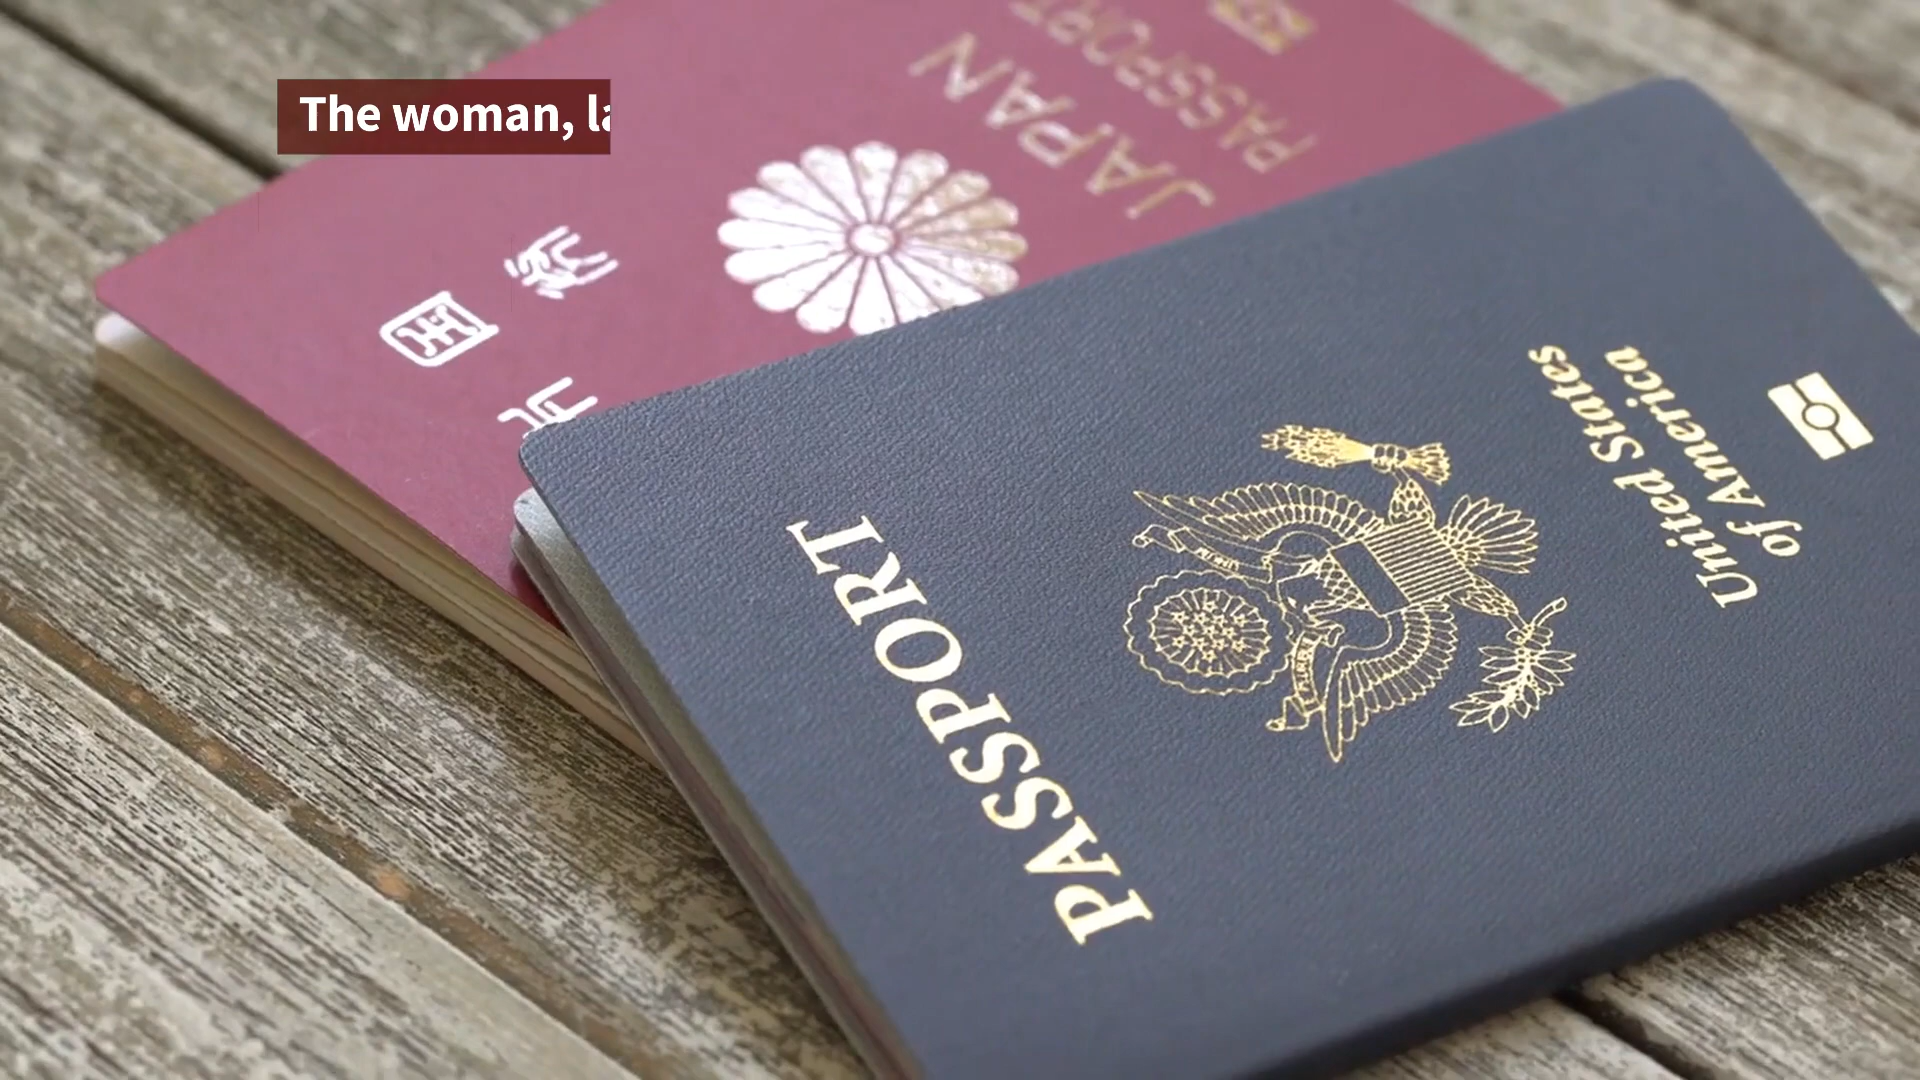 The woman,
JAPAN
PASSPORT
旅
国
PASSPORT
United States
of America